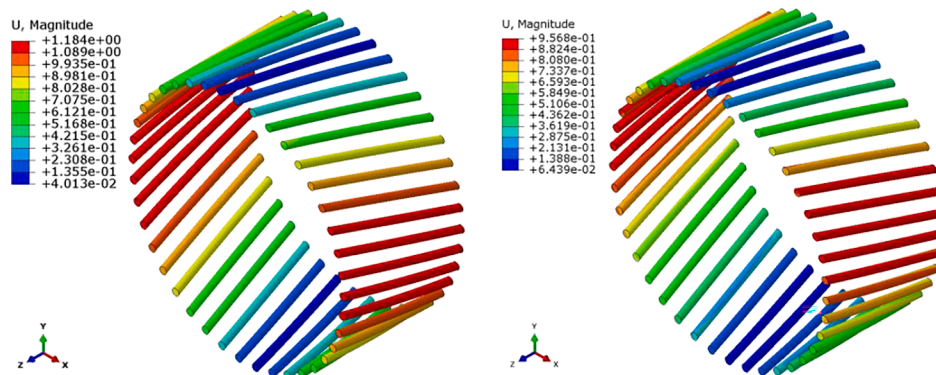 U, Magnitude
+1.184e+00
+1.089e+00
+9.935e-01
+8.981e-01
+8.028e-01
+7.075e-01
+6.121e-01
+5.168e-01
+4.215e-01
+3.261e-01
+2.308e-01
+1.355e-01
+4.013e-02
Y
Z
X
U, Magnitude
+9.568e-01
+8.824e-01
+8.080e-01
+7.337e-01
+6.593e-01
+5.849e-01
+5.106e-01
+4.362e-01
+3.619e-01
+2.875e-01
+2.131e-01
+1.388e-01
+6.439e-02
Y
Z
X